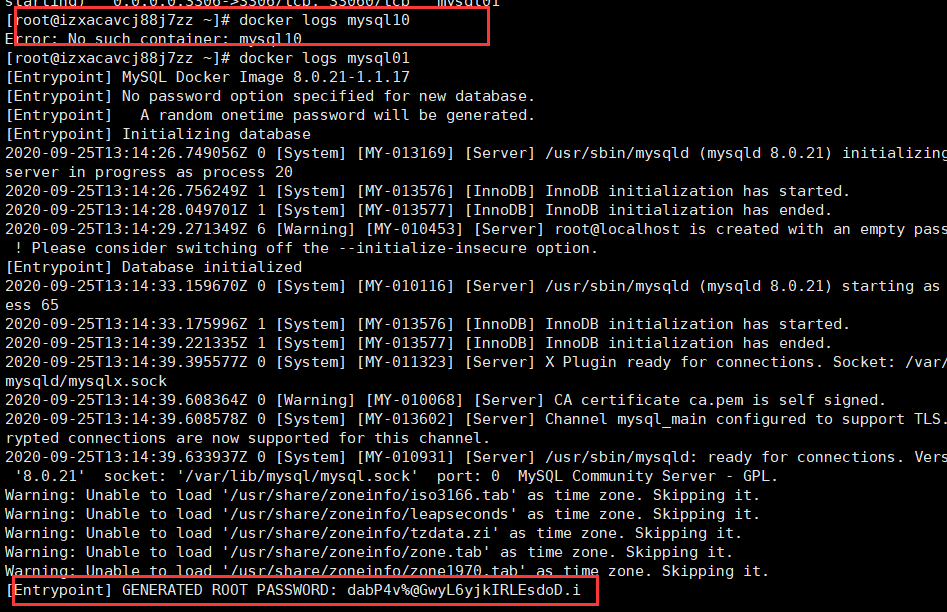 starting)   0.0.0.0:3306->3306/tcp, 33060/tcp   mysql01
[root@izxacavcj88j7zz ~]# docker logs mysql10
Error: No such container: mysql10
[root@izxacavcj88j7zz ~]# docker logs mysql01
[Entrypoint] MySQL Docker Image 8.0.21-1.1.17
[Entrypoint] No password option specified for new database.
[Entrypoint]   A random onetime password will be generated.
[Entrypoint] Initializing database
2020-09-25T13:14:26.749056Z 0 [System] [MY-013169] [Server] /usr/sbin/mysqld (mysqld 8.0.21) initializing
server in progress as process 20
2020-09-25T13:14:26.756249Z 1 [System] [MY-013576] [InnoDB] InnoDB initialization has started.
2020-09-25T13:14:28.049701Z 1 [System] [MY-013577] [InnoDB] InnoDB initialization has ended.
2020-09-25T13:14:29.271349Z 6 [Warning] [MY-010453] [Server] root@localhost is created with an empty pass
 ! Please consider switching off the --initialize-insecure option.
[Entrypoint] Database initialized
2020-09-25T13:14:33.159670Z 0 [System] [MY-010116] [Server] /usr/sbin/mysqld (mysqld 8.0.21) starting as
ess 65
2020-09-25T13:14:33.175996Z 1 [System] [MY-013576] [InnoDB] InnoDB initialization has started.
2020-09-25T13:14:39.221335Z 1 [System] [MY-013577] [InnoDB] InnoDB initialization has ended.
2020-09-25T13:14:39.395577Z 0 [System] [MY-011323] [Server] X Plugin ready for connections. Socket: /var/
mysqld/mysqlx.sock
2020-09-25T13:14:39.608364Z 0 [Warning] [MY-010068] [Server] CA certificate ca.pem is self signed.
2020-09-25T13:14:39.608578Z 0 [System] [MY-013602] [Server] Channel mysql_main configured to support TLS.
rypted connections are now supported for this channel.
2020-09-25T13:14:39.633937Z 0 [System] [MY-010931] [Server] /usr/sbin/mysqld: ready for connections. Vers
 '8.0.21'  socket: '/var/lib/mysql/mysql.sock'  port: 0  MySQL Community Server - GPL.
Warning: Unable to load '/usr/share/zoneinfo/iso3166.tab' as time zone. Skipping it.
Warning: Unable to load '/usr/share/zoneinfo/leapseconds' as time zone. Skipping it.
Warning: Unable to load '/usr/share/zoneinfo/tzdata.zi' as time zone. Skipping it.
Warning: Unable to load '/usr/share/zoneinfo/zone.tab' as time zone. Skipping it.
Warning: Unable to load '/usr/share/zoneinfo/zone1970.tab' as time zone. Skipping it.
[Entrypoint] GENERATED ROOT PASSWORD: dabP4v%@GwyL6yjkIRLEsdoD.i